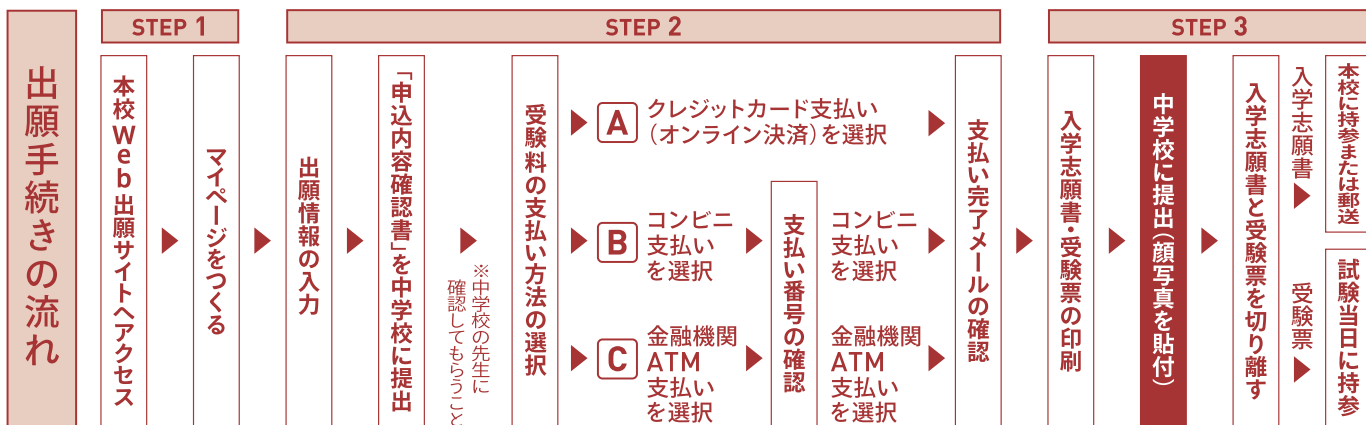 出願手続きの流れ
STEP 1
本校Web出願サイトへアクセス
マイページをつくる
STEP 2
出願情報の入力
「申込内容確認書」を中学校に提出
※中学校の先生に
確認してもらうこと
受験料の支払い方法の選択
A
クレジットカード支払い
(オンライン決済)を選択
B
コンビニ
支払い
を選択
C
金融機関
ATM
支払い
を選択
支払い番号の確認
コンビニ
支払い
を選択
金融機関
ATM
支払い
を選択
支払い完了メールの確認
STEP 3
入学志願書・受験票の印刷
中学校に提出(顔写真を貼付)
入学志願書と受験票を切り離す
入学志願書
本校に持参または郵送
受験票
試験当日に持参